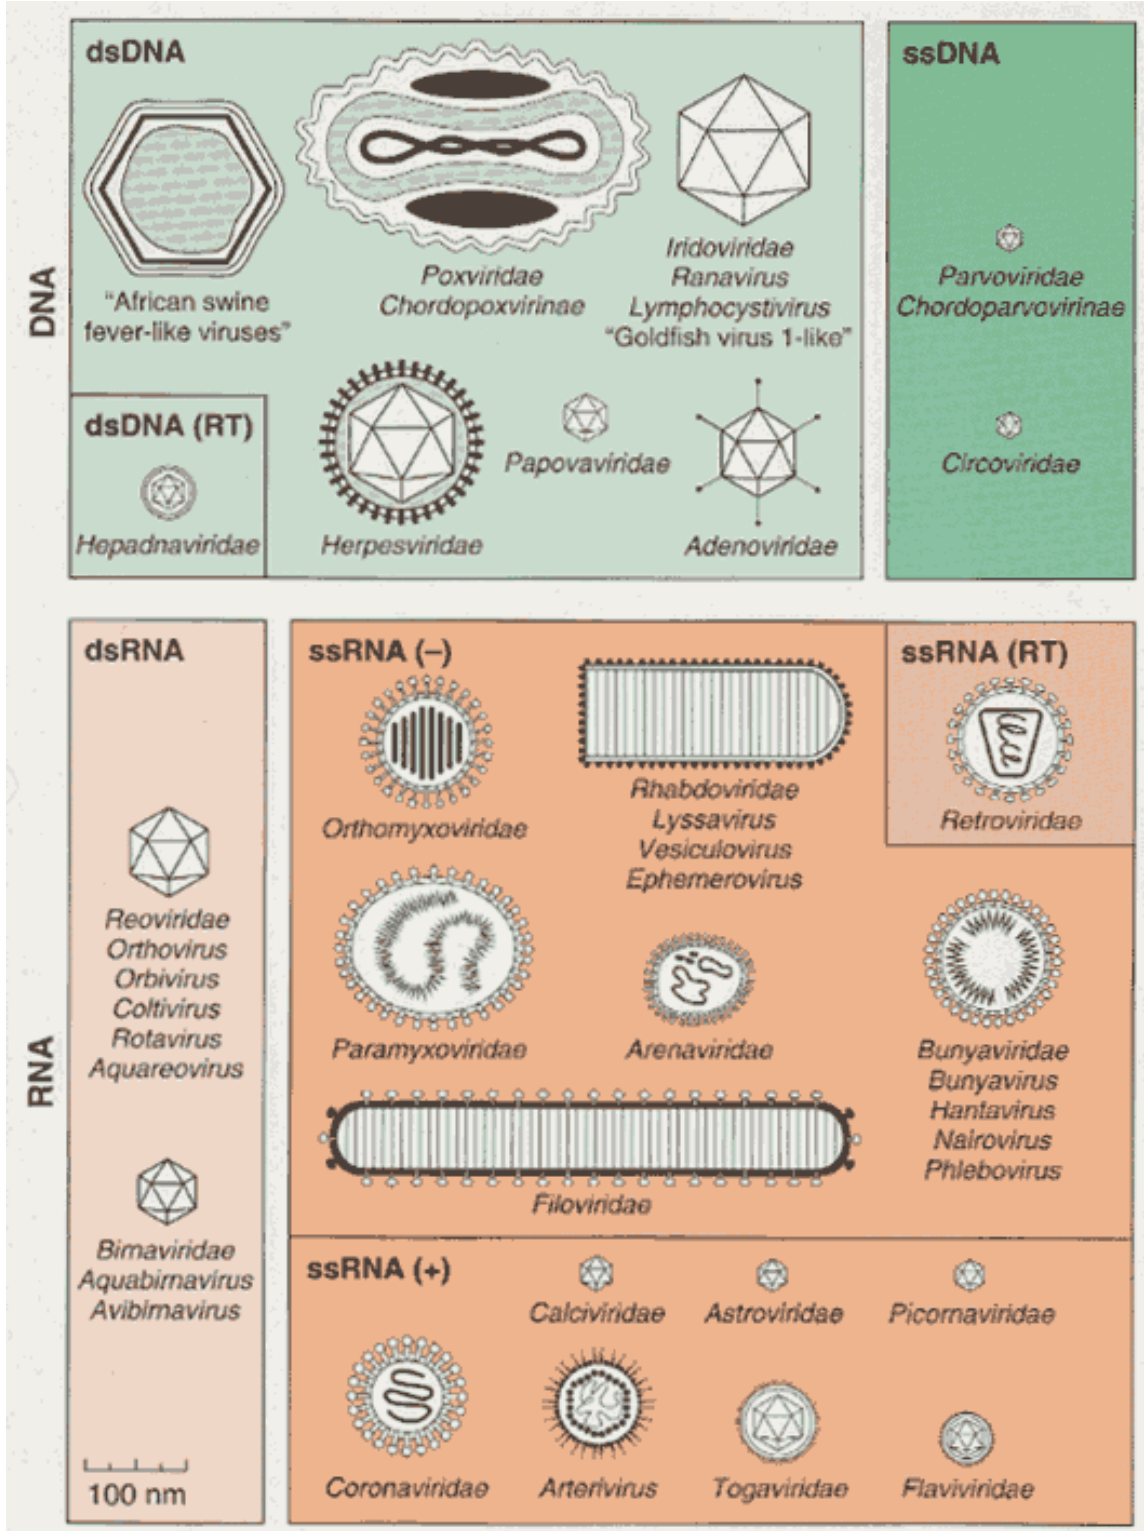 DNA
dsDNA
"African swine
fever-like viruses"
Poxviridae
Chordopoxvirinae
Iridoviridae
Ranavirus
Lymphocystivirus
"Goldfish virus 1-like"
dsDNA (RT)
Hepadnaviridae
Herpesviridae
Papovaviridae
Adenoviridae
ssDNA
Parvoviridae
Chordoparvovirinae
Circoviridae
RNA
dsRNA
Reoviridae
Orthovirus
Orbivirus
Coltivirus
Rotavirus
Aquareovirus
Birnaviridae
Aquabirnavirus
Avibirnavirus
100 nm
ssRNA (–)
Orthomyxoviridae
Rhabdoviridae
Lyssavirus
Vesiculovirus
Ephemerovirus
ssRNA (RT)
Retroviridae
Paramyxoviridae
Arenaviridae
Bunyaviridae
Bunyavirus
Hantavirus
Nairovirus
Phlebovirus
Filoviridae
ssRNA (+)
Calciviridae
Astroviridae
Picornaviridae
Coronaviridae
Arterivirus
Togaviridae
Flaviviridae